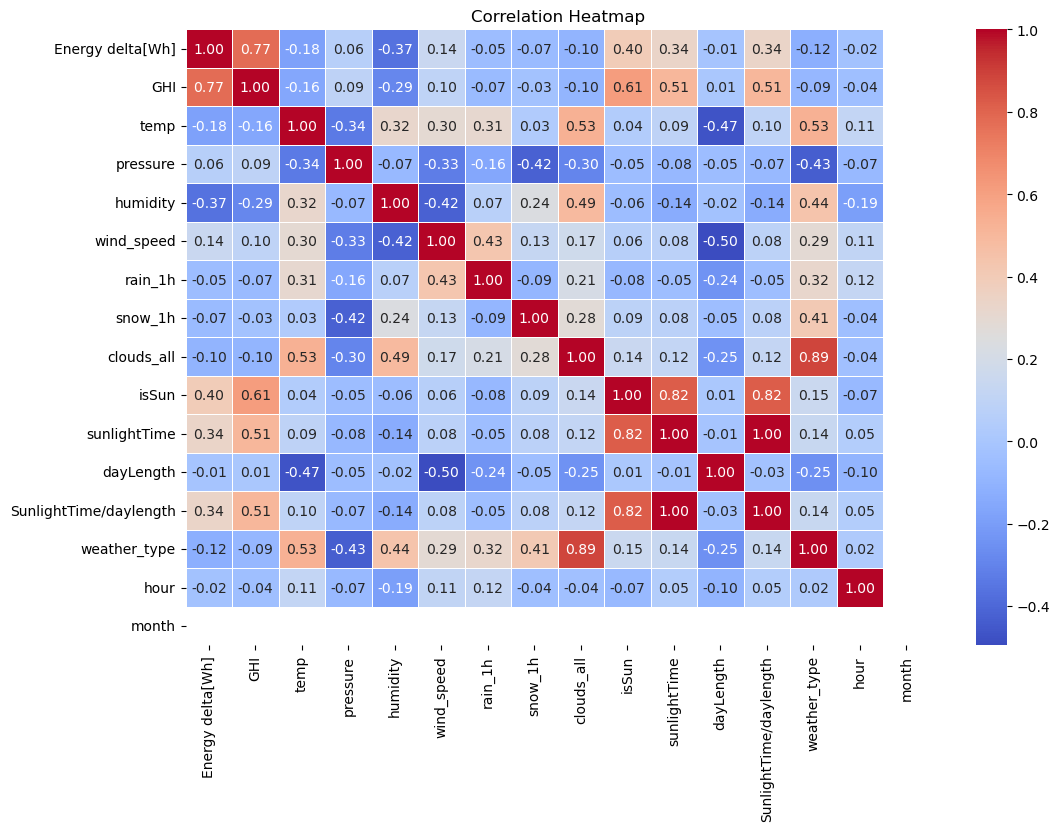 Correlation Heatmap
Energy delta[Wh] 1.00 0.77 -0.18 0.06 -0.37 0.14 -0.05 -0.07 -0.10 0.40 0.34 -0.01 0.34 -0.12 -0.02
GHI 0.77 1.00 -0.16 0.09 -0.29 0.10 -0.07 -0.03 -0.10 0.61 0.51 0.01 0.51 -0.09 -0.04
temp -0.18 -0.16 1.00 -0.34 0.32 0.30 0.31 0.03 0.53 0.04 0.09 -0.47 0.10 0.53 0.11
pressure 0.06 0.09 -0.34 1.00 -0.07 -0.33 -0.16 -0.42 -0.30 -0.05 -0.08 -0.05 -0.07 -0.43 -0.07
humidity -0.37 -0.29 0.32 -0.07 1.00 -0.42 0.07 0.24 0.49 -0.06 -0.14 -0.02 -0.14 0.44 -0.19
wind_speed 0.14 0.10 0.30 -0.33 -0.42 1.00 0.43 0.13 0.17 0.06 0.08 -0.50 0.08 0.29 0.11
rain_1h -0.05 -0.07 0.31 -0.16 0.07 0.43 1.00 -0.09 0.21 -0.08 -0.05 -0.24 -0.05 0.32 0.12
snow_1h -0.07 -0.03 0.03 -0.42 0.24 0.13 -0.09 1.00 0.28 0.09 0.08 -0.05 0.08 0.41 -0.04
clouds_all -0.10 -0.10 0.53 -0.30 0.49 0.17 0.21 0.28 1.00 0.14 0.12 -0.25 0.12 0.89 -0.04
isSun 0.40 0.61 0.04 -0.05 -0.06 0.06 -0.08 0.09 0.14 1.00 0.82 0.01 0.82 0.15 -0.07
sunlightTime 0.34 0.51 0.09 -0.08 -0.14 0.08 -0.05 0.08 0.12 0.82 1.00 -0.01 1.00 0.14 0.05
dayLength -0.01 0.01 -0.47 -0.05 -0.02 -0.50 -0.24 -0.05 -0.25 0.01 -0.01 1.00 -0.03 -0.25 -0.10
SunlightTime/daylength 0.34 0.51 0.10 -0.07 -0.14 0.08 -0.05 0.08 0.12 0.82 1.00 -0.03 1.00 0.14 0.05
weather_type -0.12 -0.09 0.53 -0.43 0.44 0.29 0.32 0.41 0.89 0.15 0.14 -0.25 0.14 1.00 0.02
hour -0.02 -0.04 0.11 -0.07 -0.19 0.11 0.12 -0.04 -0.04 -0.07 0.05 -0.10 0.05 0.02 1.00
month
Energy delta[Wh]
GHI
temp
pressure
humidity
wind_speed
rain_1h
snow_1h
clouds_all
isSun
sunlightTime
dayLength
SunlightTime/daylength
weather_type
hour
month
1.0
0.8
0.6
0.4
0.2
0.0
−0.2
−0.4